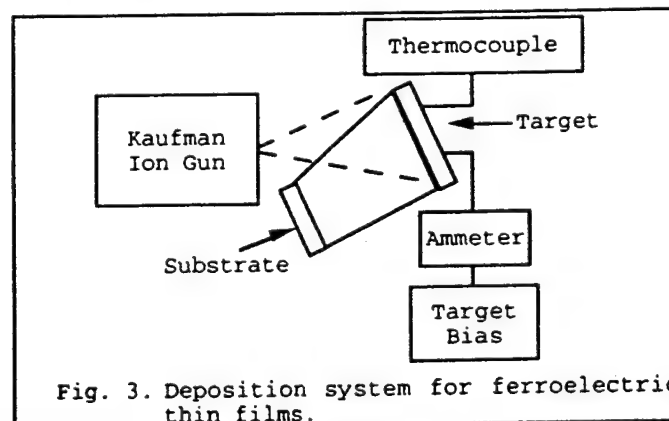 Thermocouple
Kaufman
Ion Gun
Target
Substrate
Ammeter
Target
Bias
Fig. 3. Deposition system for ferroelectric
thin films.